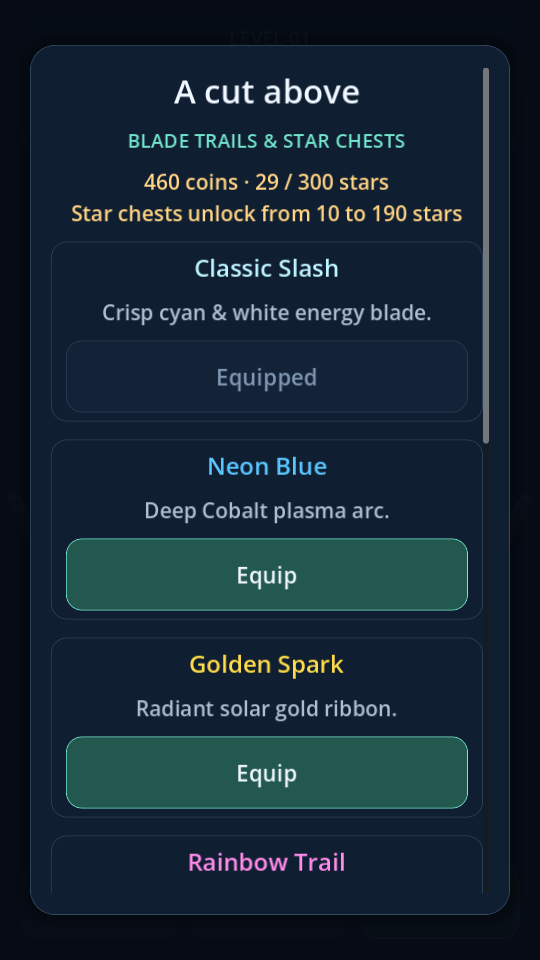 LEVEL 01
A cut above
BLADE TRAILS & STAR CHESTS
460 coins · 29 / 300 stars
Star chests unlock from 10 to 190 stars
Classic Slash
Crisp cyan & white energy blade.
Equipped
Neon Blue
Deep Cobalt plasma arc.
Equip
Golden Spark
Radiant solar gold ribbon.
Equip
Rainbow Trail